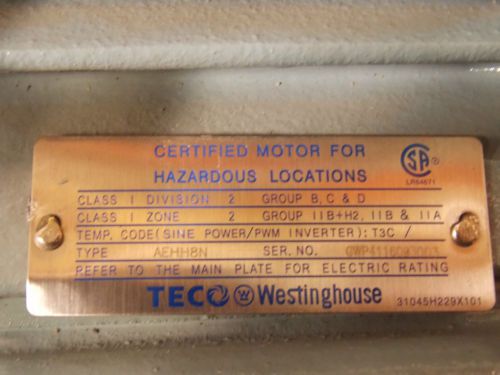 CERTIFIED MOTOR FOR
HAZARDOUS LOCATIONS
CSA ®
LR64671
CLASS I DIVISION 2 GROUP B,C & D
CLASS I ZONE 2 GROUP IIB+H2, IIB & IIA
TEMP. CODE(SINE POWER/PWM INVERTER): T3C /
TYPE AEHH8N SER. NO.
REFER TO THE MAIN PLATE FOR ELECTRIC RATING
TECO W Westinghouse
31045H229X101